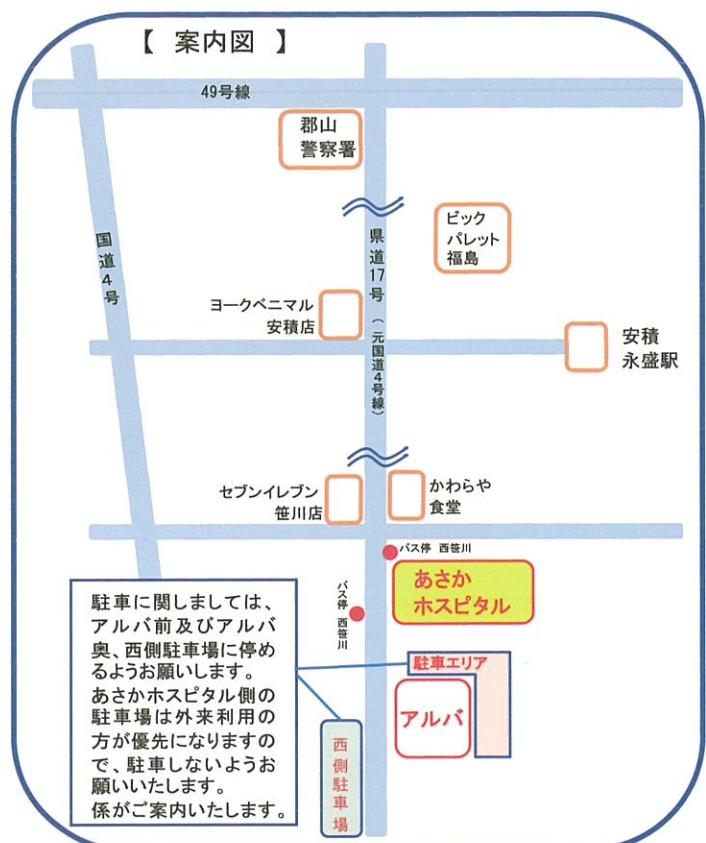 【 案内図 】
49号線
郡山
警察署
ビック
パレット
福島
国道4号
県道17号(元国道4号線)
ヨークベニマル
安積店
安積
永盛駅
セブンイレブン
笹川店
かわらや
食堂
バス停 西笹川
あさか
ホスピタル
バス停 西笹川
駐車に関しましては、
アルバ前及びアルバ
奥、西側駐車場に停め
るようお願いします。
あさかホスピタル側の
駐車場は外来利用の
方が優先になりますの
で、駐車しないようお
願いいたします。
係がご案内いたします。
駐車エリア
アルバ
西側駐車場